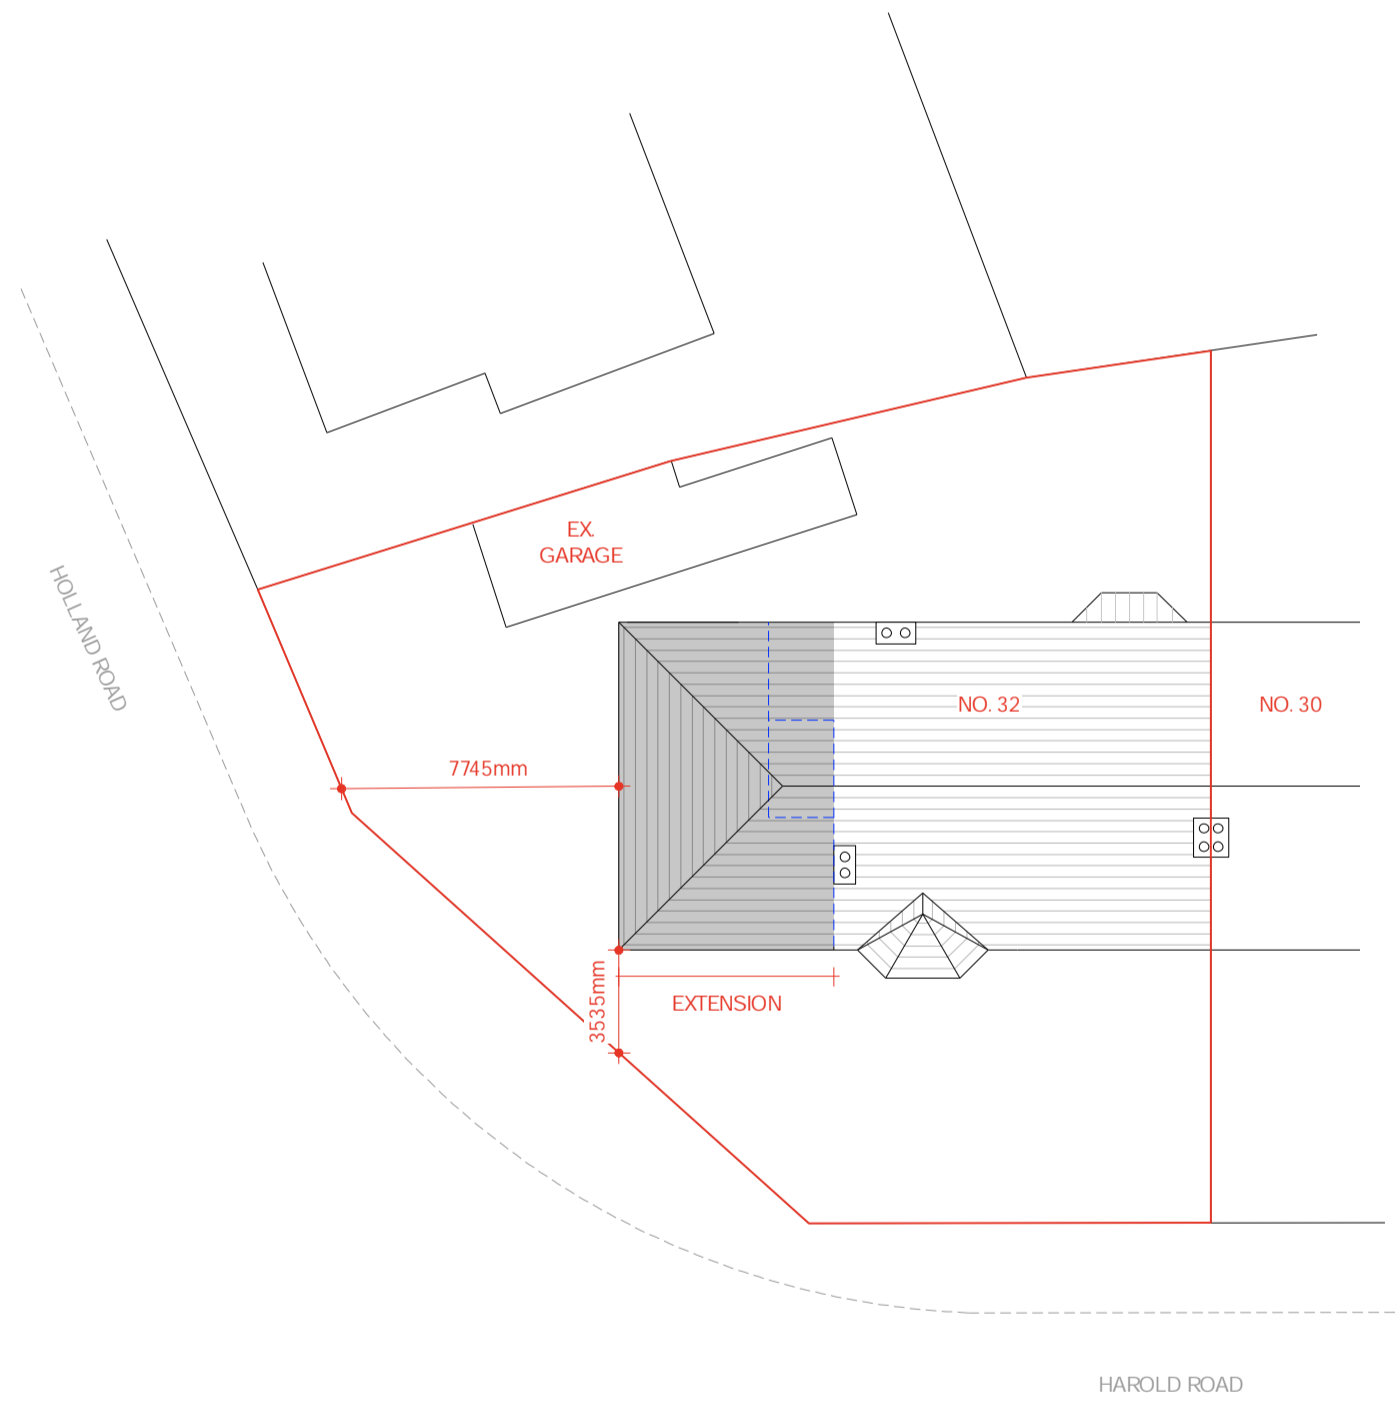 EX.
GARAGE
HOLLAND ROAD
NO. 32
NO. 30
7745mm
3535mm
EXTENSION
HAROLD ROAD